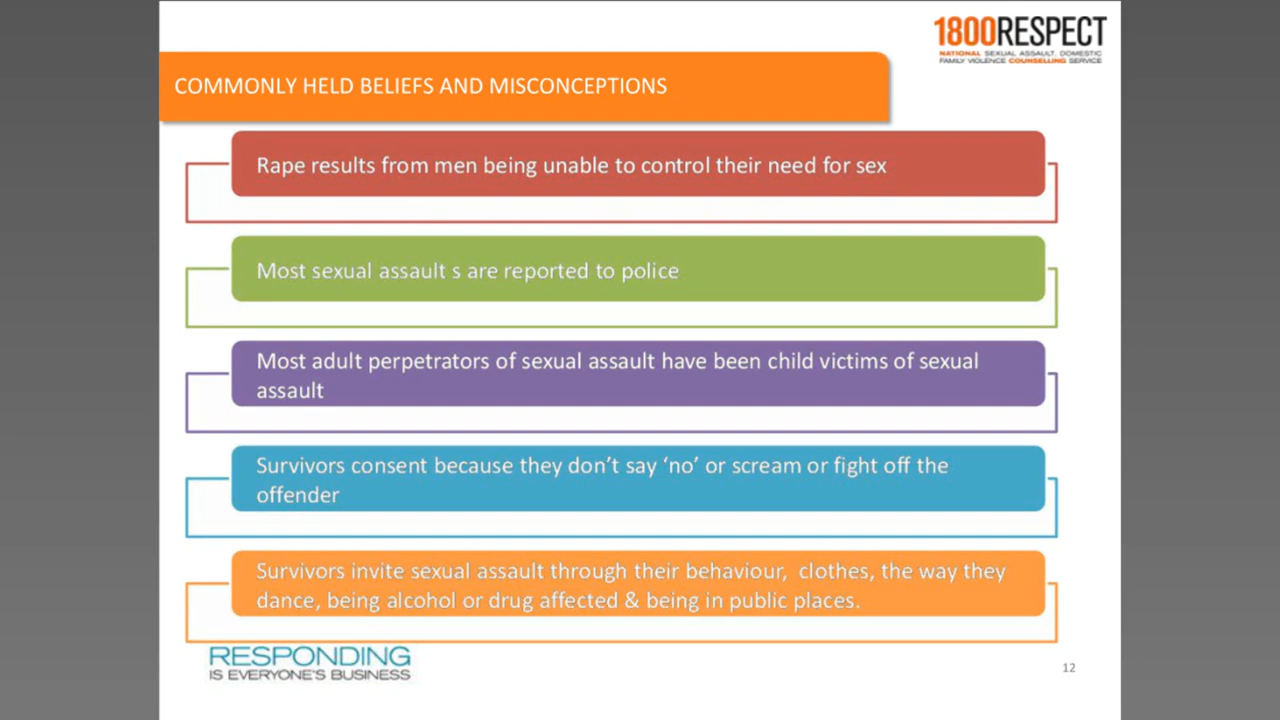 1800RESPECT
NATIONAL SEXUAL ASSAULT, DOMESTIC
FAMILY VIOLENCE COUNSELLING SERVICE
COMMONLY HELD BELIEFS AND MISCONCEPTIONS
Rape results from men being unable to control their need for sex
Most sexual assault s are reported to police
Most adult perpetrators of sexual assault have been child victims of sexual
assault
Survivors consent because they don’t say ‘no’ or scream or fight off the
offender
Survivors invite sexual assault through their behaviour,  clothes, the way they
dance, being alcohol or drug affected & being in public places.
RESPONDING
IS EVERYONE'S BUSINESS
12